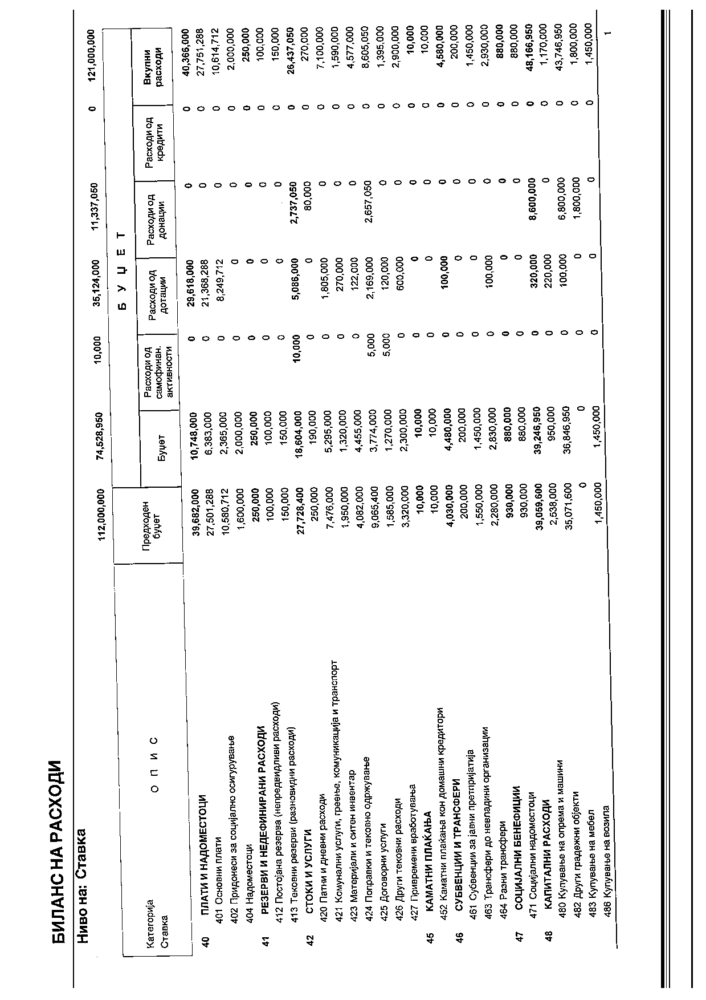 БИЛАНС НА РАСХОДИ
Ниво на: Ставка
112,000,000 74,528,950 10,000 35,124,000 11,337,050 0 121,000,000
Б У Џ Е Т
Категорија
Ставка
О П И С
Предходен
буџет
Буџет
Расходи од
самофинан.
активности
Расходи од
дотации
Расходи од
донации
Расходи од
кредити
Вкупни
расходи
40 ПЛАТИ И НАДОМЕСТОЦИ 39,682,000 10,748,000 0 29,618,000 0 0 40,366,000
401 Основни плати 27,501,288 6,383,000 0 21,368,288 0 0 27,751,288
402 Придонеси за социјално осигурување 10,580,712 2,365,000 0 8,249,712 0 0 10,614,712
404 Надоместоци 1,600,000 2,000,000 0 0 0 0 2,000,000
41 РЕЗЕРВИ И НЕДЕФИНИРАНИ РАСХОДИ 250,000 250,000 0 0 0 0 250,000
412 Постојана резерва (непредвидливи расходи) 100,000 100,000 0 0 0 0 100,000
413 Тековни резерви (разновидни расходи) 150,000 150,000 0 0 0 0 150,000
42 СТОКИ И УСЛУГИ 27,728,400 18,604,000 10,000 5,086,000 2,737,050 0 26,437,050
420 Патни и дневни расходи 250,000 190,000 0 0 80,000 0 270,000
421 Комунални услуги, греење, комуникација и транспорт 7,476,000 5,295,000 0 1,805,000 0 0 7,100,000
423 Материјали и ситен инвентар 1,950,000 1,320,000 0 270,000 0 0 1,590,000
424 Поправки и тековно одржување 4,082,000 4,455,000 0 122,000 0 0 4,577,000
425 Договорни услуги 9,065,400 3,774,000 5,000 2,169,000 2,657,050 0 8,605,050
426 Други тековни расходи 1,585,000 1,270,000 5,000 120,000 0 0 1,395,000
427 Привремени вработувања 3,320,000 2,300,000 0 600,000 0 0 2,900,000
45 КАМАТНИ ПЛАЌАЊА 10,000 10,000 0 0 0 0 10,000
452 Каматни плаќања кон домашни кредитори 10,000 10,000 0 0 0 0 10,000
46 СУБВЕНЦИИ И ТРАНСФЕРИ 4,030,000 4,480,000 0 100,000 0 0 4,580,000
461 Субвенции за јавни претпријатија 200,000 200,000 0 0 0 0 200,000
463 Трансфери до невладини организации 1,550,000 1,450,000 0 0 0 0 1,450,000
464 Разни трансфери 2,280,000 2,830,000 0 100,000 0 0 2,930,000
47 СОЦИЈАЛНИ БЕНЕФИЦИИ 930,000 880,000 0 0 0 0 880,000
471 Социјални надоместоци 930,000 880,000 0 0 0 0 880,000
48 КАПИТАЛНИ РАСХОДИ 39,059,600 39,246,950 0 320,000 8,600,000 0 48,166,950
480 Купување на опрема и машини 2,538,000 950,000 0 220,000 0 0 1,170,000
482 Други градежни објекти 35,071,600 36,846,950 0 100,000 6,800,000 0 43,746,950
483 Купување на мебел 0 0 0 0 1,800,000 0 1,800,000
486 Купување на возила 1,450,000 1,450,000 0 0 0 0 1,450,000
1